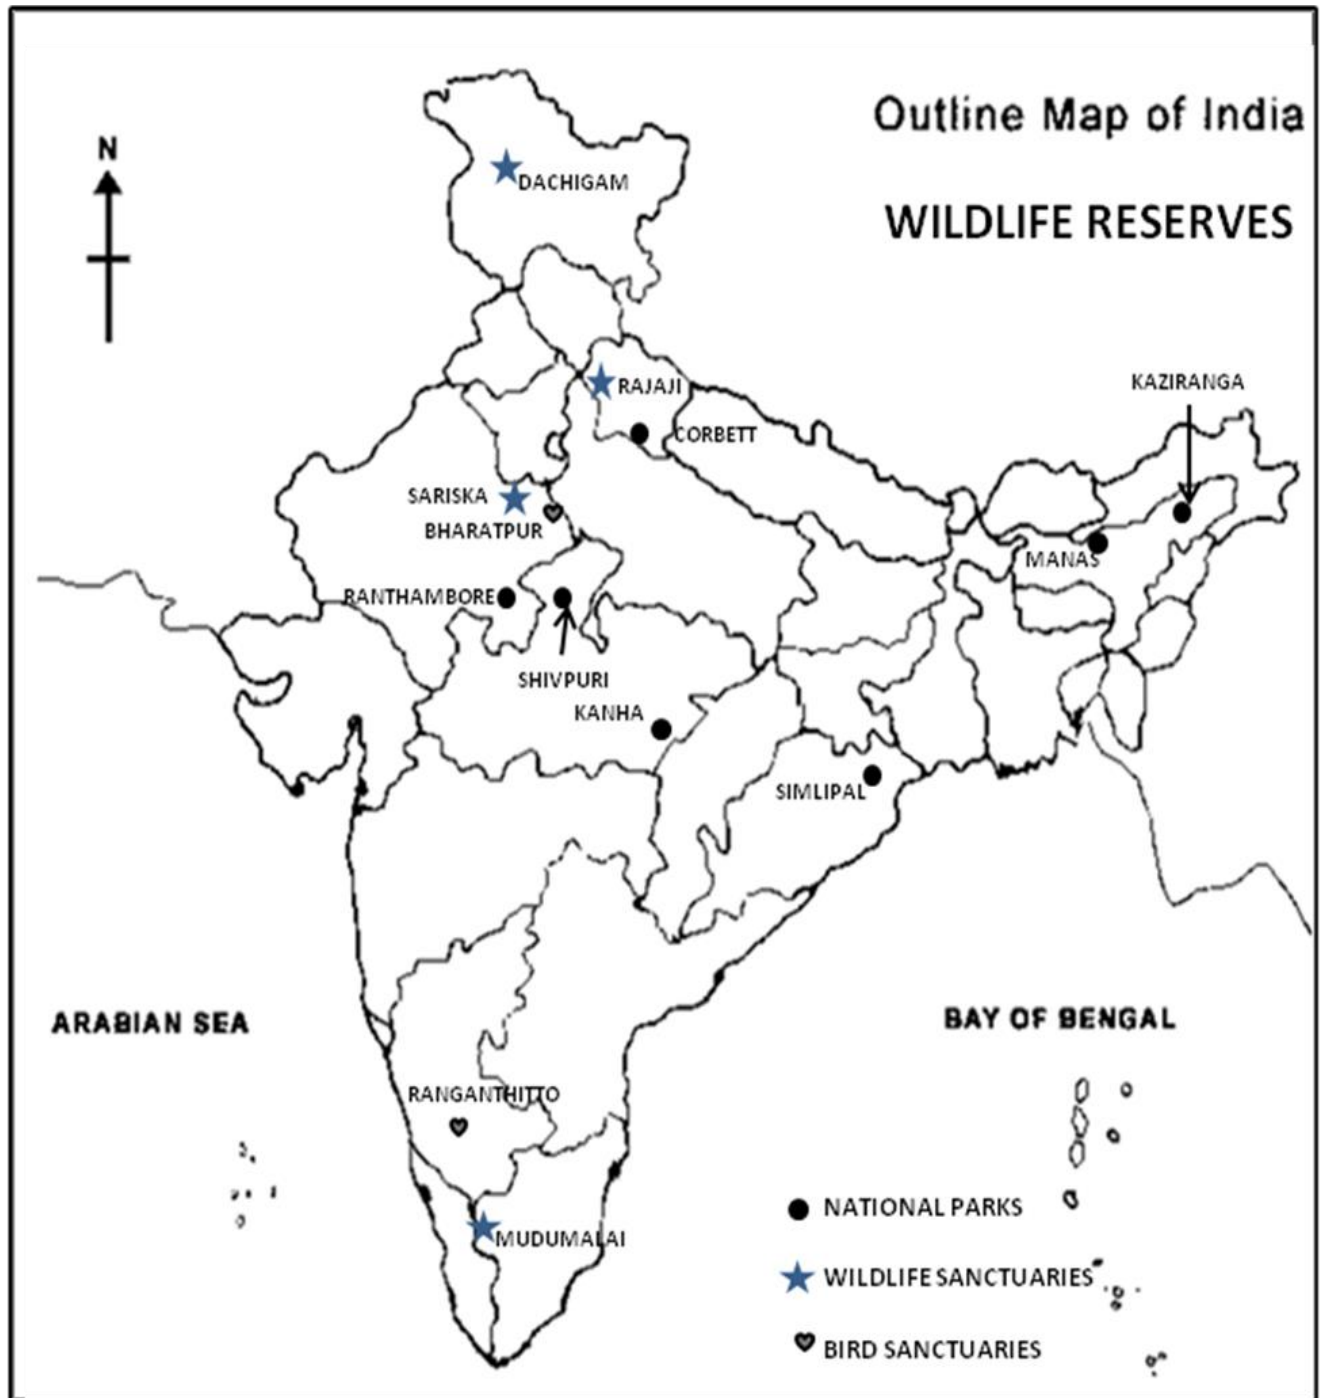 Outline Map of India
WILDLIFE RESERVES
N
DACHIGAM
RAJAJI
KAZIRANGA
CORBETT
SARISKA
BHARATPUR
MANAS
RANTHAMBORE
SHIVPURI
KANHA
SIMLIPAL
ARABIAN SEA
BAY OF BENGAL
RANGANTHITTO
MUDUMALAI
NATIONAL PARKS
WILDLIFE SANCTUARIES
BIRD SANCTUARIES